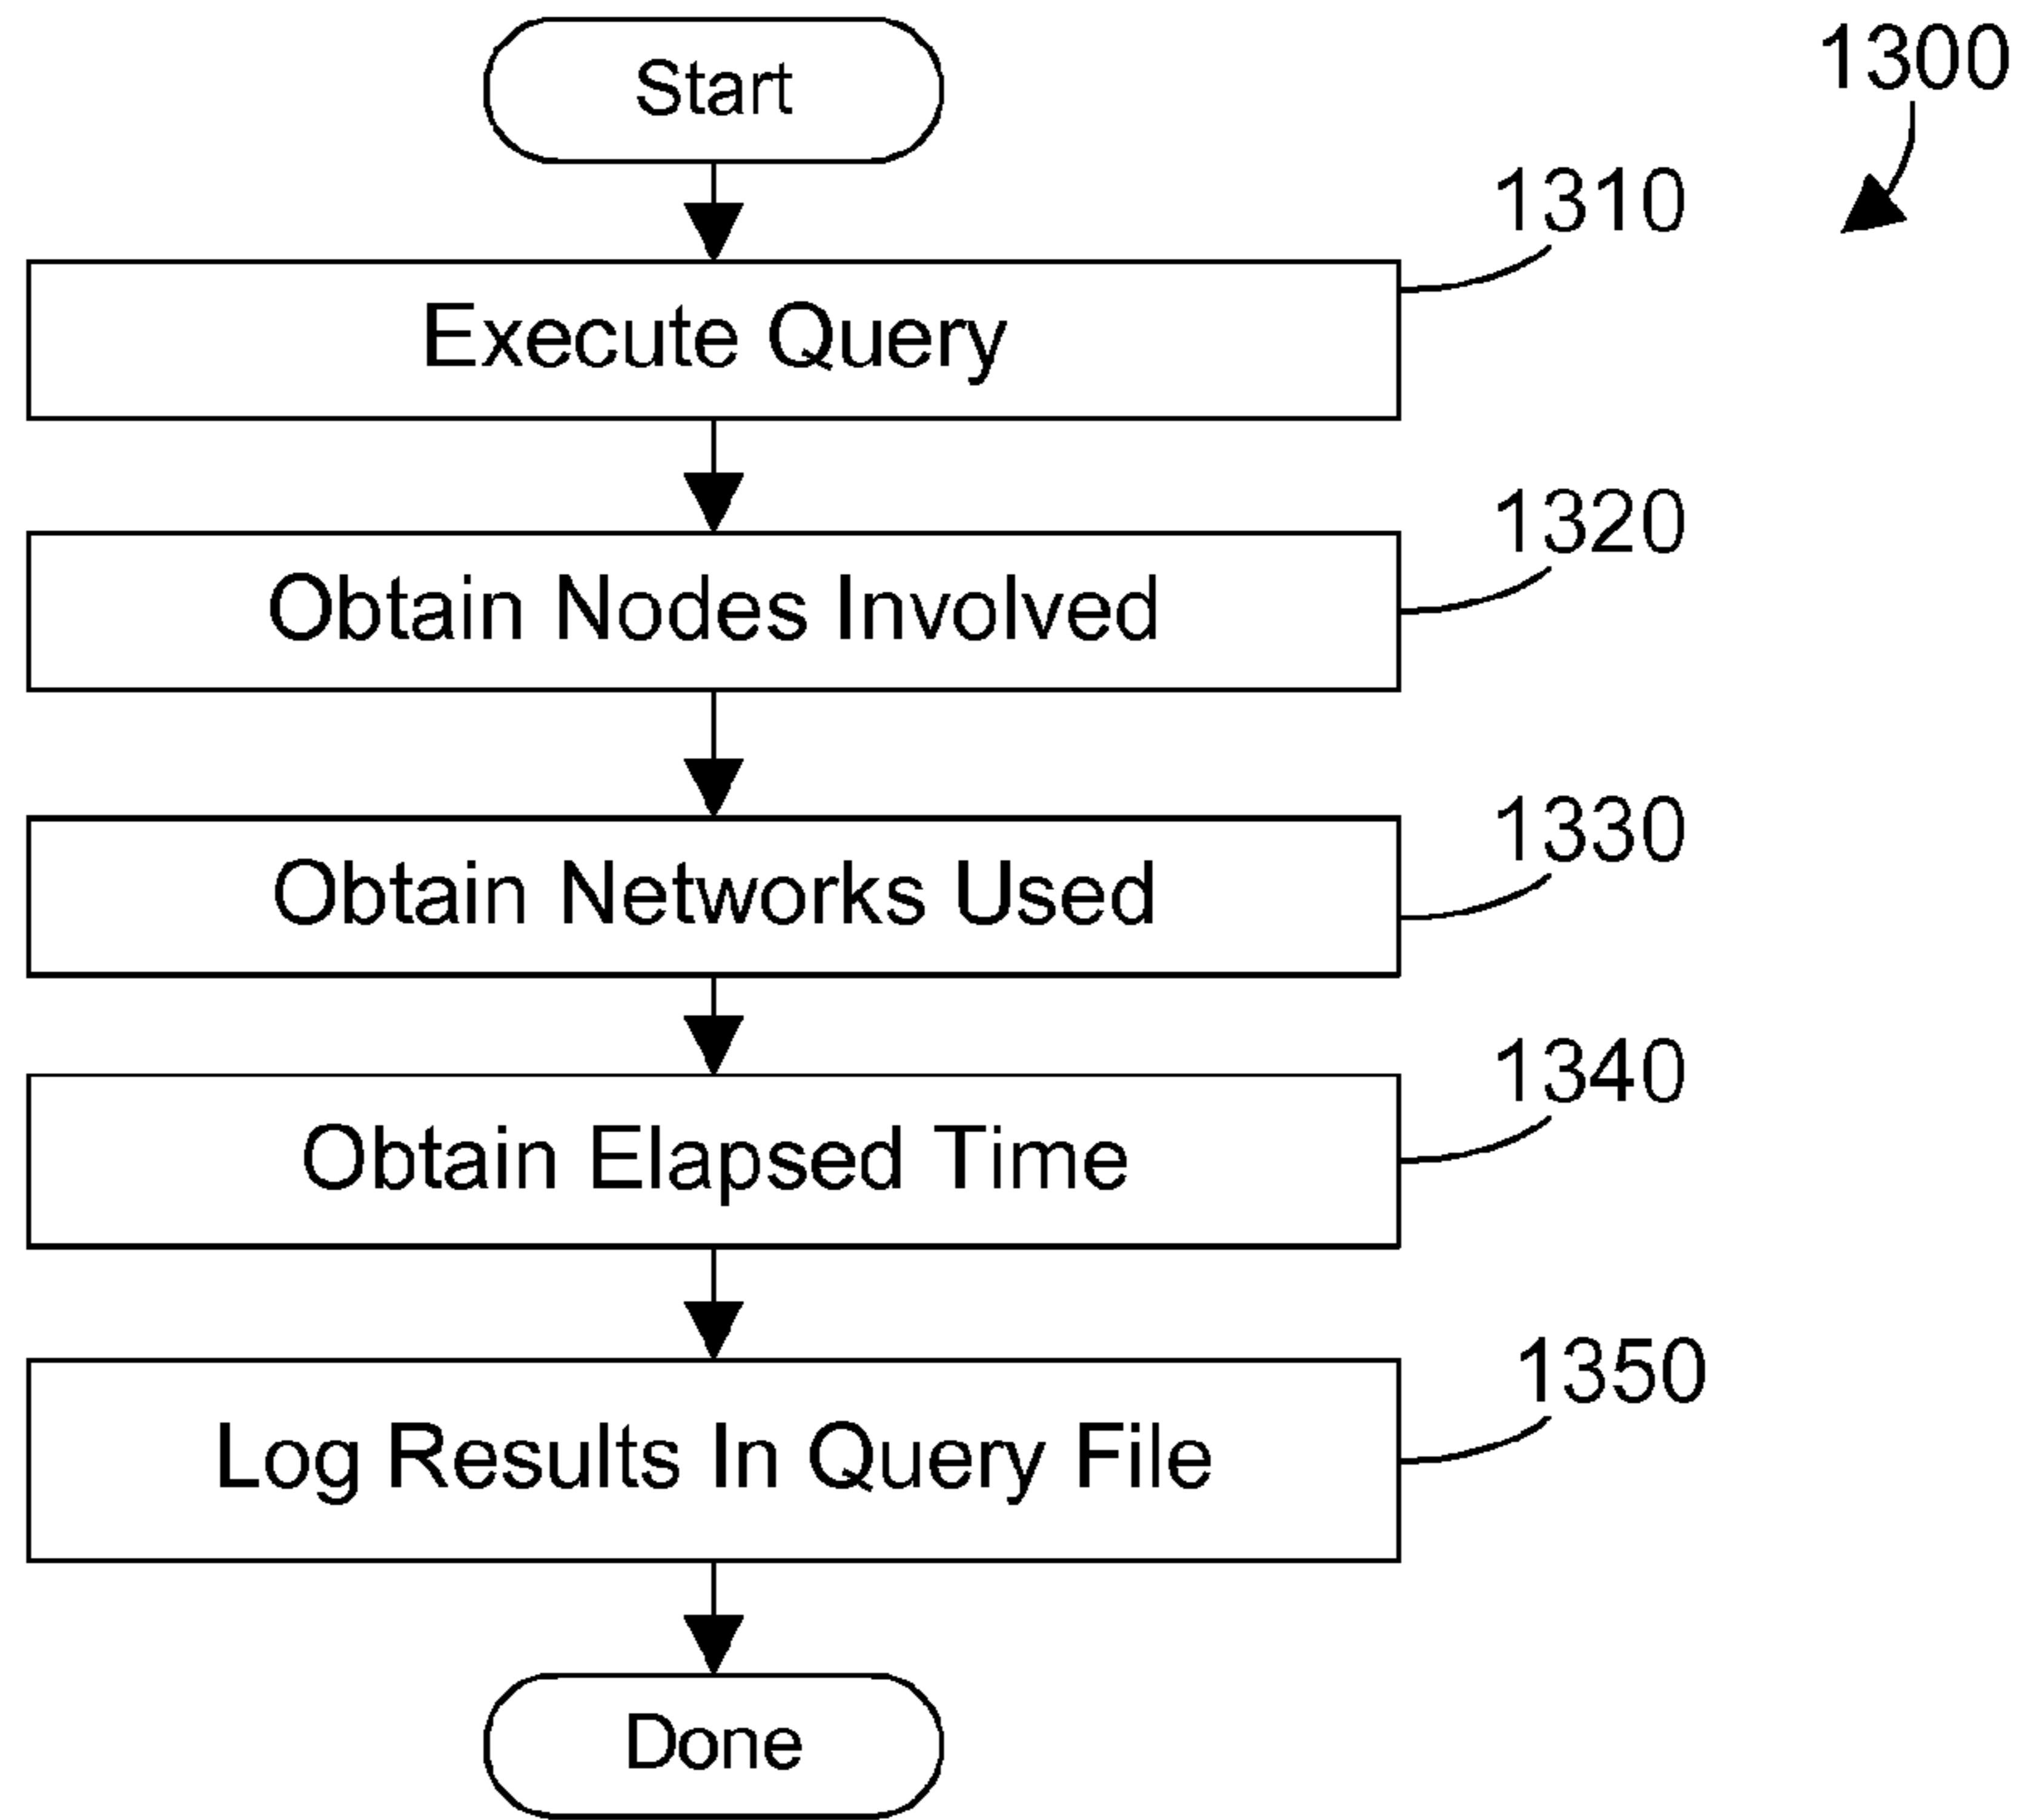 Start
1300
1310
Execute Query
1320
Obtain Nodes Involved
1330
Obtain Networks Used
1340
Obtain Elapsed Time
1350
Log Results In Query File
Done